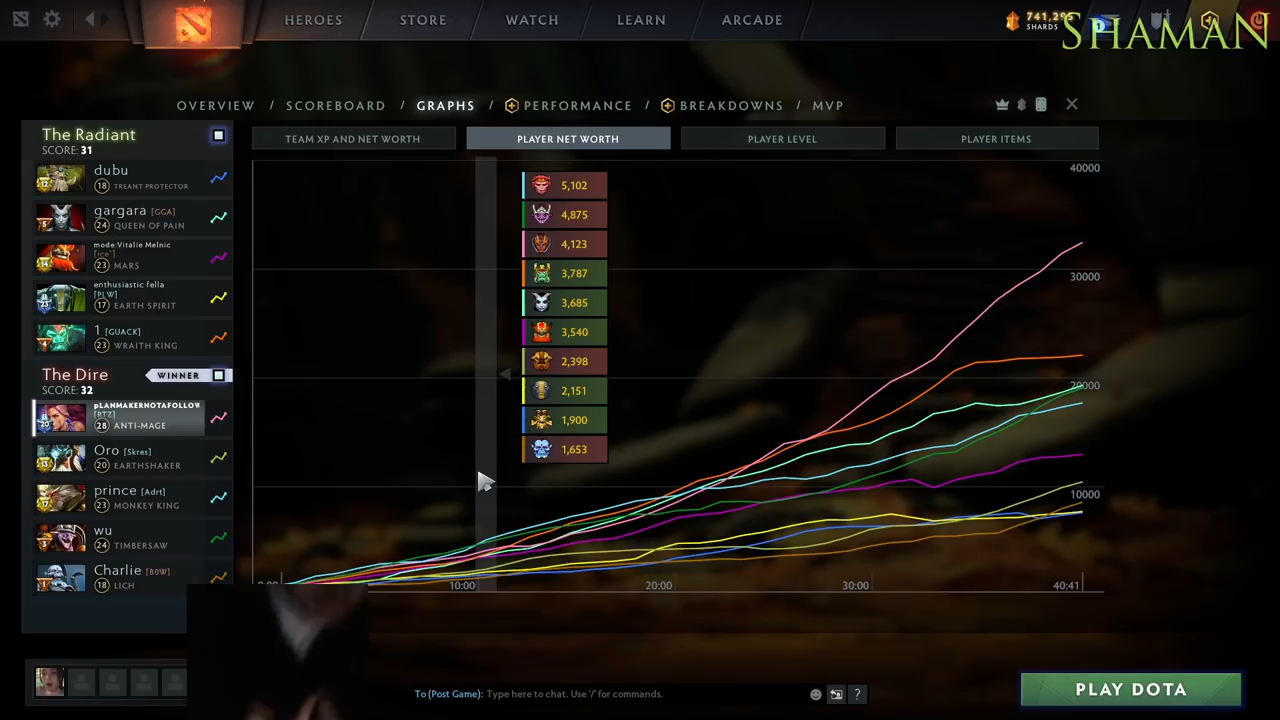 HEROES
STORE
WATCH
LEARN
ARCADE
SHARDS
SHAMAN
OVERVIEW / SCOREBOARD / GRAPHS / PERFORMANCE / BREAKDOWNS / MVP
The Radiant
SCORE: 31
dubu
18 TREANT PROTECTOR
gargara [GGA]
24 QUEEN OF PAIN
mode:Vitalie Melnic
[ice*]
23 MARS
enthusiastic fella
[PLW]
17 EARTH SPIRIT
1 [GUACK]
23 WRAITH KING
The Dire
WINNER
SCORE: 32
[RTZ]
28 ANTI-MAGE
Oro [Skres]
20 EARTHSHAKER
prince [Adrt]
23 MONKEY KING
wu
24 TIMBERSAW
Charlie [BOW]
18 LICH
TEAM XP AND NET WORTH
PLAYER NET WORTH
PLAYER LEVEL
PLAYER ITEMS
5,102
4,875
4,123
3,787
3,685
3,540
2,398
2,151
1,900
1,653
40000
30000
20000
10000
10:00
20:00
30:00
40:41
To (Post Game): Type here to chat. Use '/' for commands.
?
PLAY DOTA